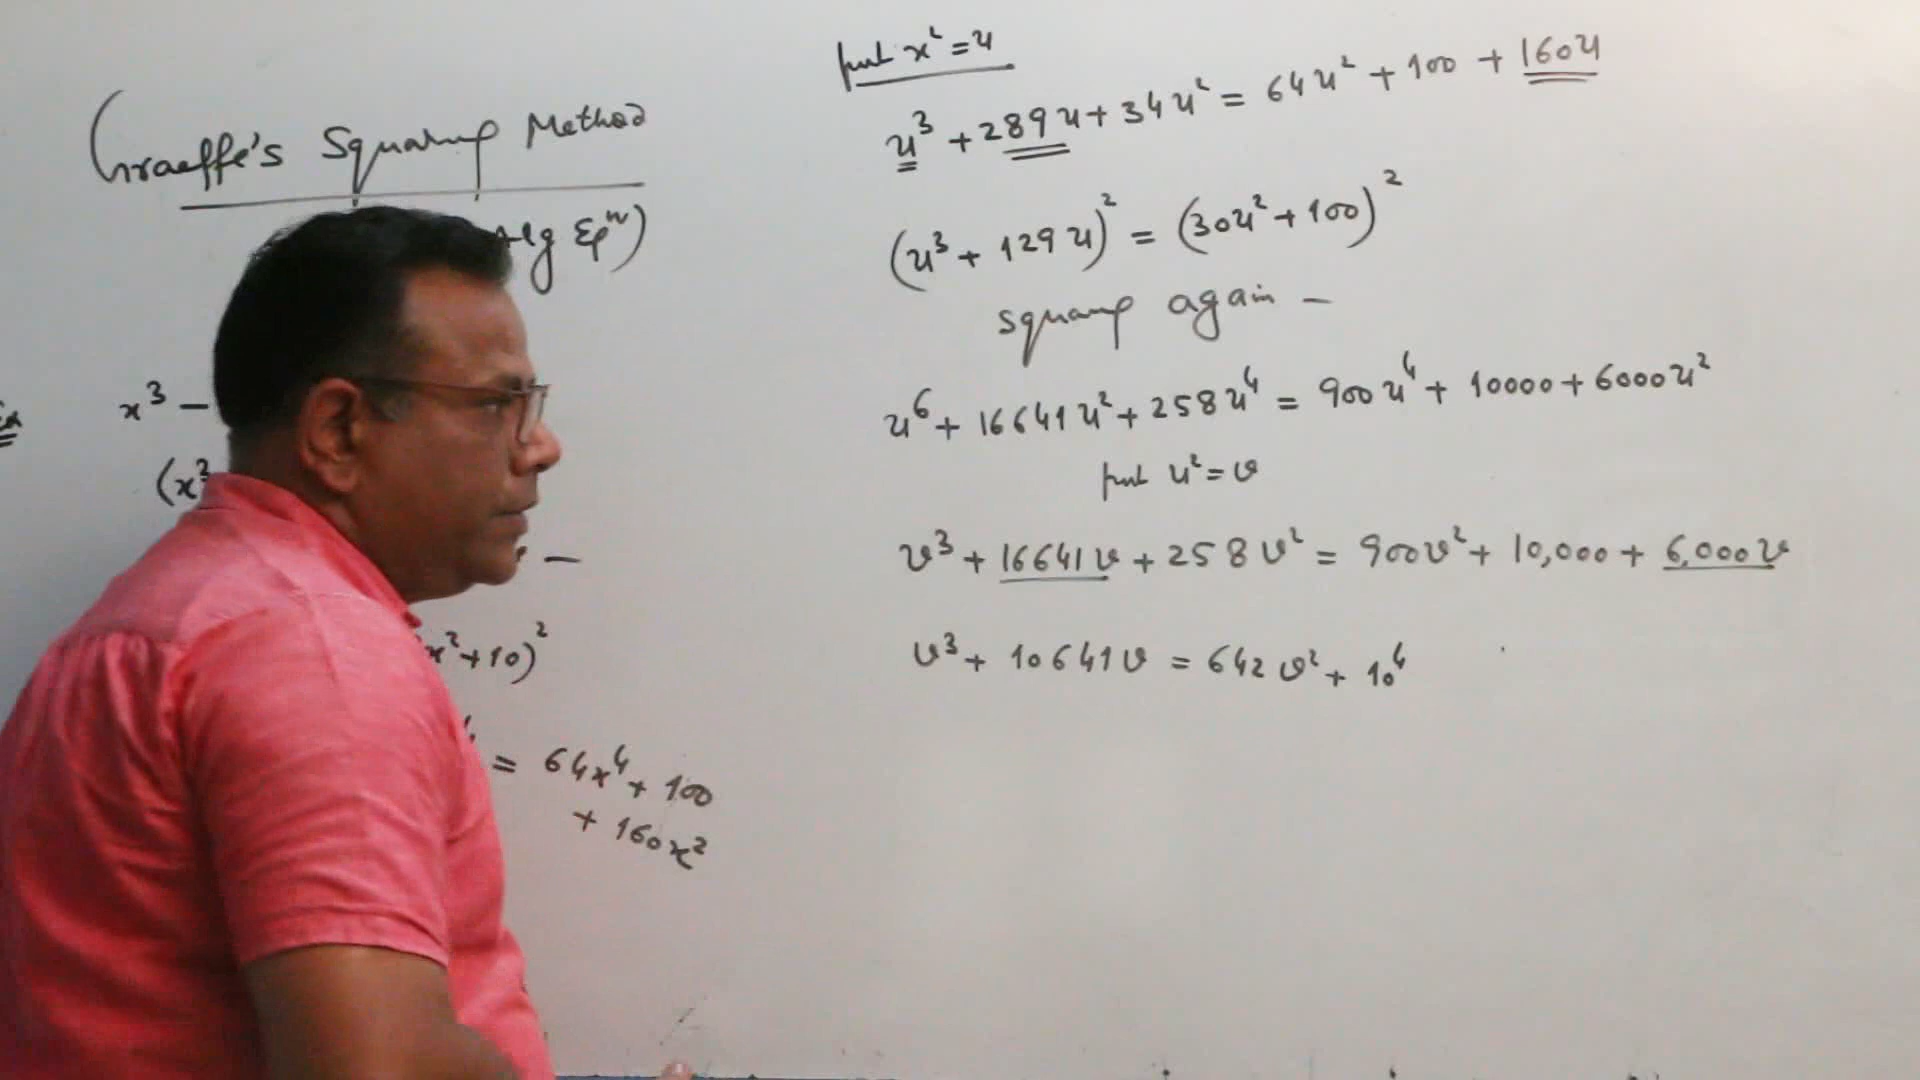 Graeffe's Squaring Method
Alg Eqⁿ)
x³ −
(x³
−
x²+10)²
= 64x⁴ + 100
+ 160x²
put x² = u
u³ + 289u + 34u² = 64u² + 100 + 160u
(u³ + 129u)² = (30u² + 100)²
squaring again −
u⁶ + 16641u² + 258u⁴ = 900u⁴ + 10000 + 6000u²
put u² = v
v³ + 16641v + 258v² = 900v² + 10,000 + 6,000v
v³ + 10641v = 642v² + 10⁴